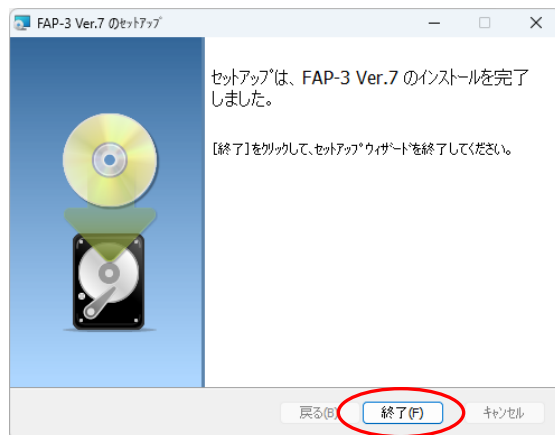 FAP-3 Ver.7 のｾｯﾄｱｯﾌﾟ
セットアップは、FAP-3 Ver.7 のインストールを完了
しました。
[終了]をクリックして、セットアップ ウィザードを終了してください。
戻る(B)
終了(F)
キャンセル